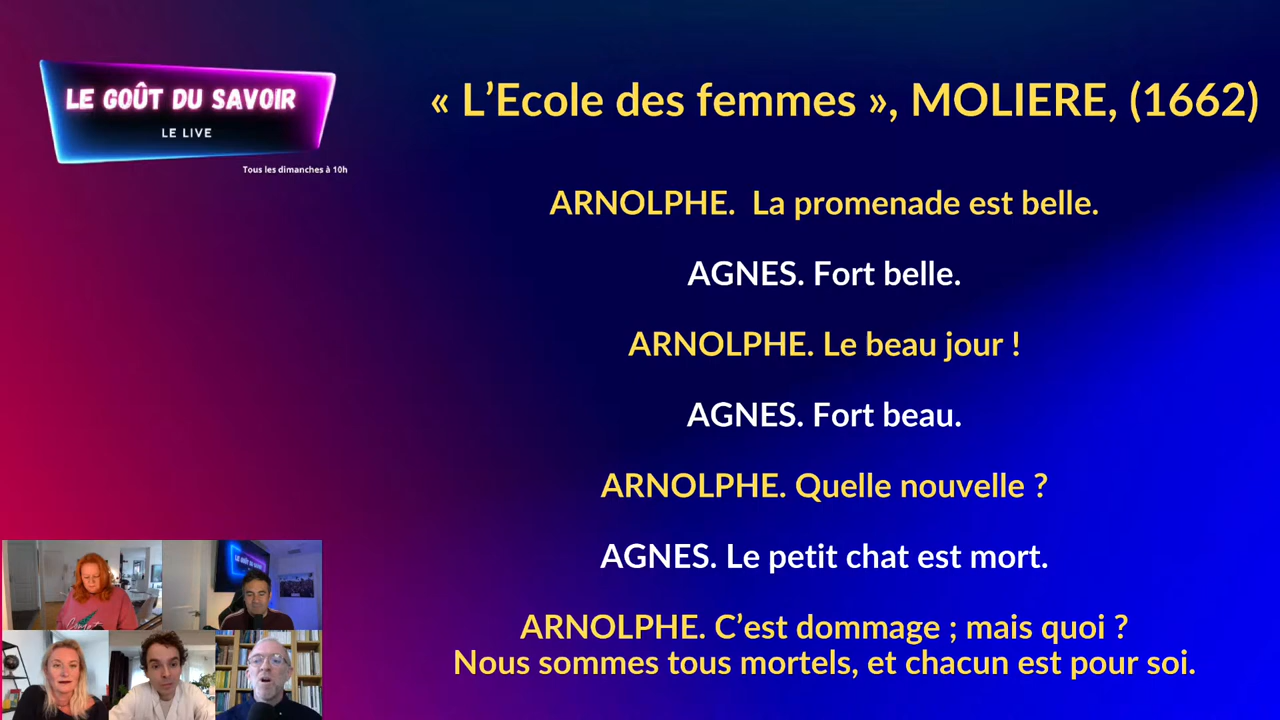 LE GOÛT DU SAVOIR
LE LIVE
Tous les dimanches à 10h
« L'Ecole des femmes », MOLIERE, (1662)
ARNOLPHE. La promenade est belle.
AGNES. Fort belle.
ARNOLPHE. Le beau jour !
AGNES. Fort beau.
ARNOLPHE. Quelle nouvelle ?
AGNES. Le petit chat est mort.
ARNOLPHE. C'est dommage ; mais quoi ?
Nous sommes tous mortels, et chacun est pour soi.